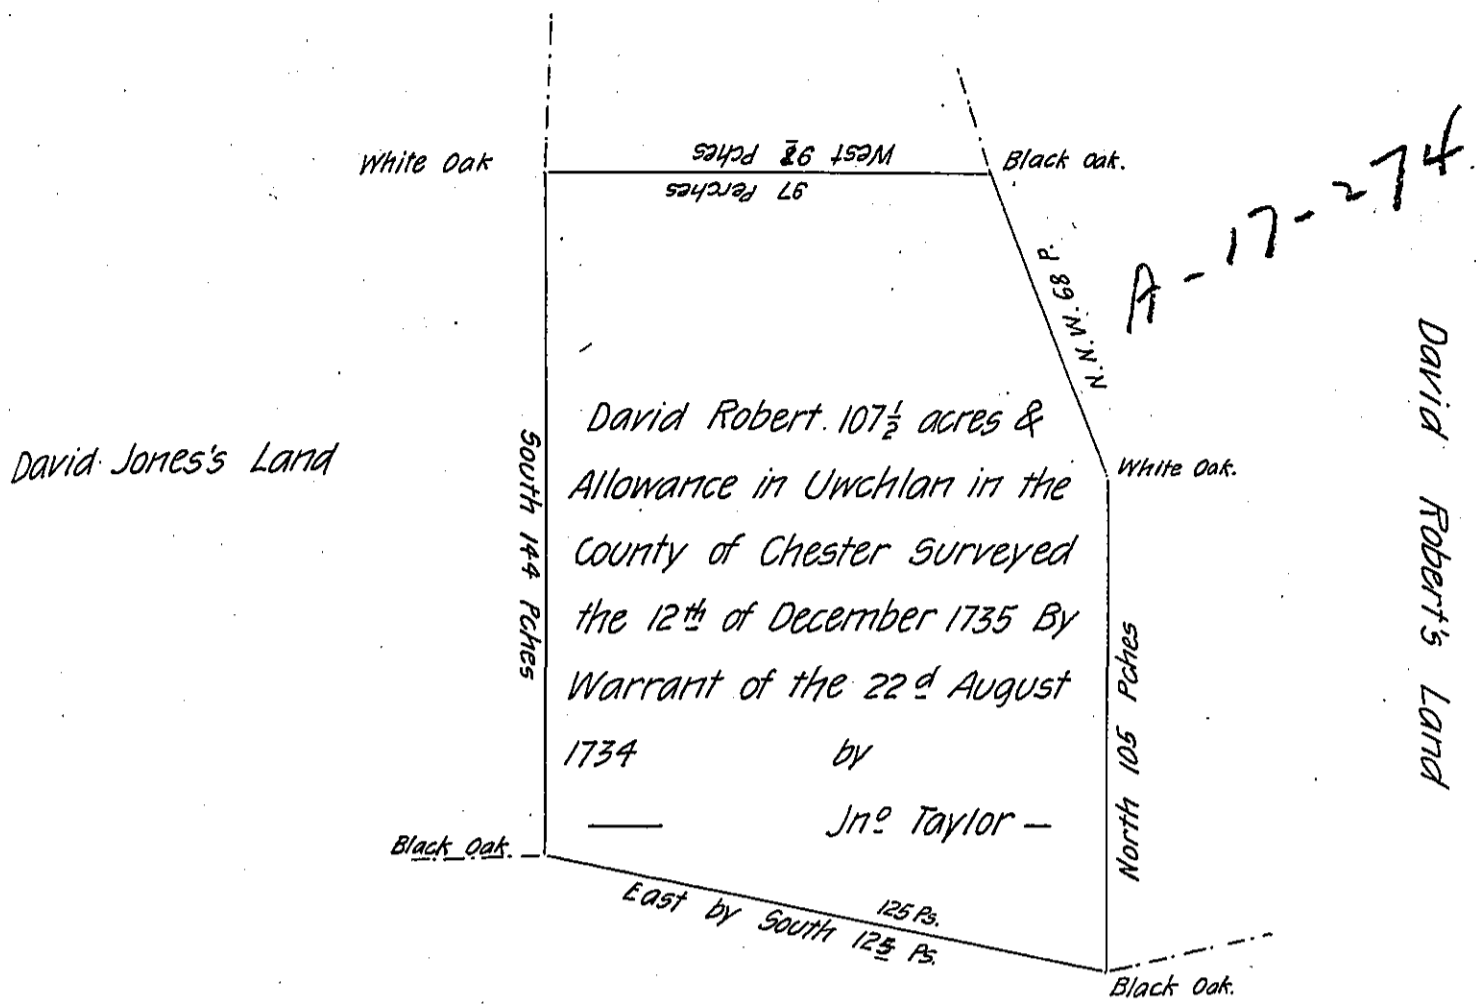 White Oak
West 97 Pches
97 Perches
Black Oak.
A-17-274.
N.N.W. 68 P.
David Robert's Land
David Jones's Land
South 144 Pches
David Robert. 107½ acres &
Allowance in Uwchlan in the
County of Chester Surveyed
the 12th of December 1735 By
Warrant of the 22d August
1734 by
Jno Taylor —
White Oak.
North 105 Pches
Black Oak.
125 Ps.
East by South 125 Ps.
Black Oak.